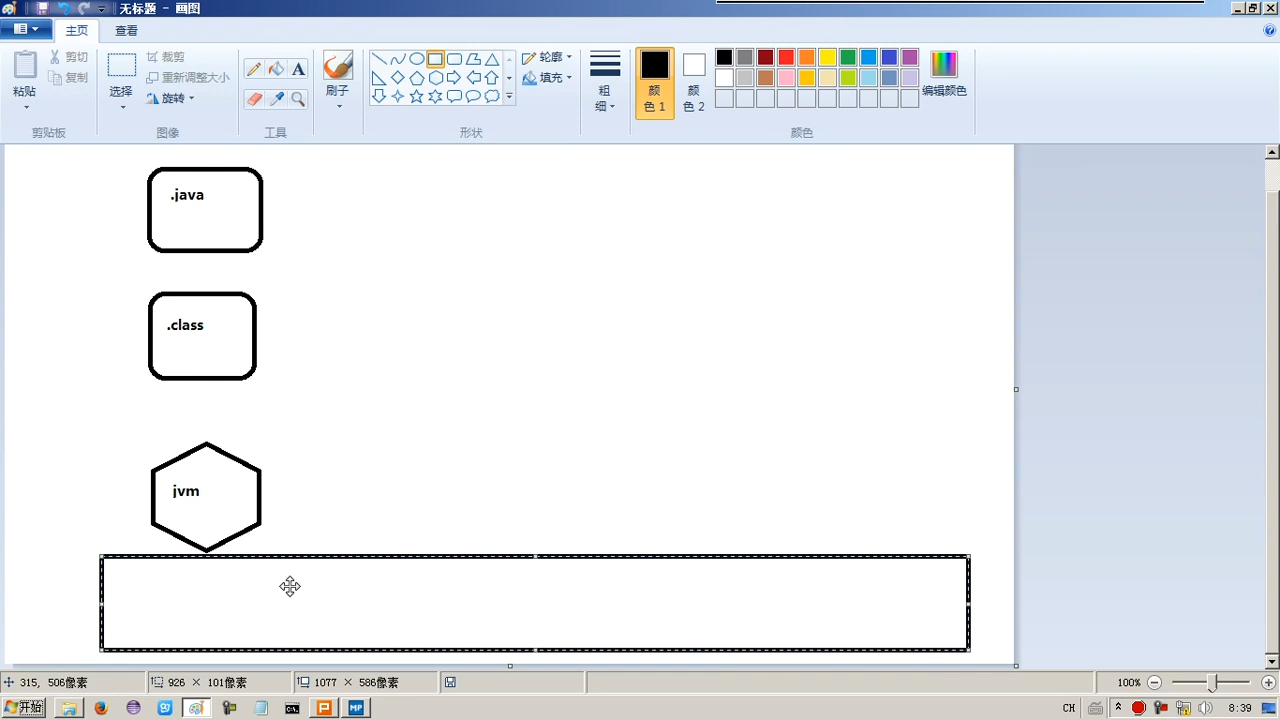 无标题 - 画图
主页
查看
粘贴
剪切
复制
剪贴板
选择
裁剪
重新调整大小
旋转
图像
A
工具
刷子
形状
轮廓
填充
粗
细
颜
色 1
颜
色 2
颜色
编辑颜色
.java
.class
jvm
315, 506像素
926 × 101像素
1077 × 586像素
100%
开始
CH
8:39